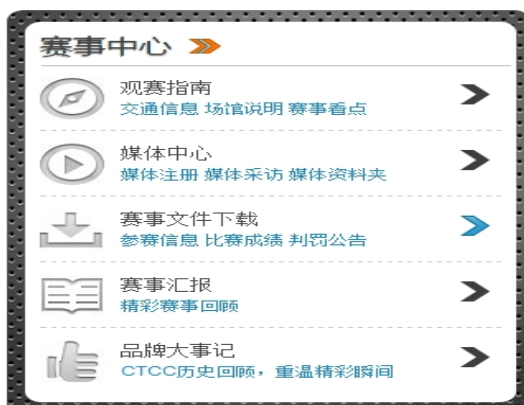 赛事中心
观赛指南
交通信息 场馆说明 赛事看点
媒体中心
媒体注册 媒体采访 媒体资料夹
赛事文件下载
参赛信息 比赛成绩 判罚公告
赛事汇报
精彩赛事回顾
品牌大事记
CTCC历史回顾，重温精彩瞬间